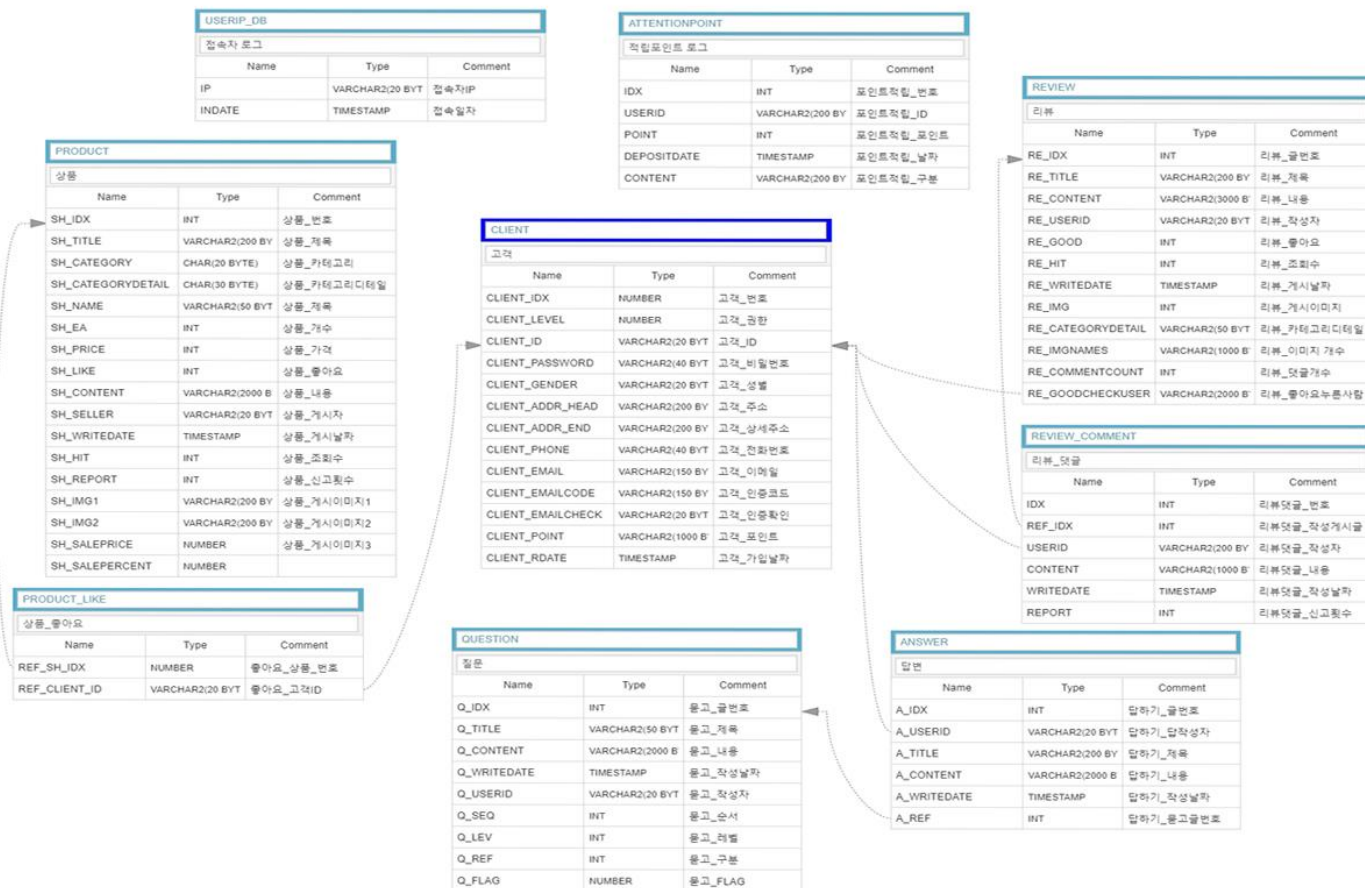 USERIP_DB
접속자 로그
Name Type Comment
IP VARCHAR2(20 BYT 접속자IP
INDATE TIMESTAMP 접속일자
ATTENTIONPOINT
적립포인트 로그
Name Type Comment
IDX INT 포인트적립_번호
USERID VARCHAR2(200 BY 포인트적립_ID
POINT INT 포인트적립_포인트
DEPOSITDATE TIMESTAMP 포인트적립_날짜
CONTENT VARCHAR2(200 BY 포인트적립_구분
REVIEW
리뷰
Name Type Comment
RE_IDX INT 리뷰_글번호
RE_TITLE VARCHAR2(200 BY 리뷰_제목
RE_CONTENT VARCHAR2(3000 B' 리뷰_내용
RE_USERID VARCHAR2(20 BYT 리뷰_작성자
RE_GOOD INT 리뷰_좋아요
RE_HIT INT 리뷰_조회수
RE_WRITEDATE TIMESTAMP 리뷰_게시날짜
RE_IMG INT 리뷰_게시이미지
RE_CATEGORYDETAIL VARCHAR2(50 BYT 리뷰_카테고리디테일
RE_IMGNAMES VARCHAR2(1000 B' 리뷰_이미지 개수
RE_COMMENTCOUNT INT 리뷰_댓글개수
RE_GOODCHECKUSER VARCHAR2(2000 B' 리뷰_좋아요누른사람
PRODUCT
상품
Name Type Comment
SH_IDX INT 상품_번호
SH_TITLE VARCHAR2(200 BY 상품_제목
SH_CATEGORY CHAR(20 BYTE) 상품_카테고리
SH_CATEGORYDETAIL CHAR(30 BYTE) 상품_카테고리디테일
SH_NAME VARCHAR2(50 BYT 상품_제목
SH_EA INT 상품_개수
SH_PRICE INT 상품_가격
SH_LIKE INT 상품_좋아요
SH_CONTENT VARCHAR2(2000 B 상품_내용
SH_SELLER VARCHAR2(20 BYT 상품_게시자
SH_WRITEDATE TIMESTAMP 상품_게시날짜
SH_HIT INT 상품_조회수
SH_REPORT INT 상품_신고횟수
SH_IMG1 VARCHAR2(200 BY 상품_게시이미지1
SH_IMG2 VARCHAR2(200 BY 상품_게시이미지2
SH_SALEPRICE NUMBER 상품_게시이미지3
SH_SALEPERCENT NUMBER
CLIENT
고객
Name Type Comment
CLIENT_IDX NUMBER 고객_번호
CLIENT_LEVEL NUMBER 고객_권한
CLIENT_ID VARCHAR2(20 BYT 고객_ID
CLIENT_PASSWORD VARCHAR2(40 BYT 고객_비밀번호
CLIENT_GENDER VARCHAR2(20 BYT 고객_성별
CLIENT_ADDR_HEAD VARCHAR2(200 BY 고객_주소
CLIENT_ADDR_END VARCHAR2(200 BY 고객_상세주소
CLIENT_PHONE VARCHAR2(40 BYT 고객_전화번호
CLIENT_EMAIL VARCHAR2(150 BY 고객_이메일
CLIENT_EMAILCODE VARCHAR2(150 BY 고객_인증코드
CLIENT_EMAILCHECK VARCHAR2(20 BYT 고객_인증확인
CLIENT_POINT VARCHAR2(1000 B' 고객_포인트
CLIENT_RDATE TIMESTAMP 고객_가입날짜
REVIEW_COMMENT
리뷰_댓글
Name Type Comment
IDX INT 리뷰댓글_번호
REF_IDX INT 리뷰댓글_작성게시글
USERID VARCHAR2(200 BY 리뷰댓글_작성자
CONTENT VARCHAR2(1000 B' 리뷰댓글_내용
WRITEDATE TIMESTAMP 리뷰댓글_작성날짜
REPORT INT 리뷰댓글_신고횟수
PRODUCT_LIKE
상품_좋아요
Name Type Comment
REF_SH_IDX NUMBER 좋아요_상품_번호
REF_CLIENT_ID VARCHAR2(20 BYT 좋아요_고객ID
QUESTION
질문
Name Type Comment
Q_IDX INT 묻고_글번호
Q_TITLE VARCHAR2(50 BYT 묻고_제목
Q_CONTENT VARCHAR2(2000 B 묻고_내용
Q_WRITEDATE TIMESTAMP 묻고_작성날짜
Q_USERID VARCHAR2(20 BYT 묻고_작성자
Q_SEQ INT 묻고_순서
Q_LEV INT 묻고_레벨
Q_REF INT 묻고_구분
Q_FLAG NUMBER 묻고_FLAG
ANSWER
답변
Name Type Comment
A_IDX INT 답하기_글번호
A_USERID VARCHAR2(20 BYT 답하기_답작성자
A_TITLE VARCHAR2(200 BY 답하기_제목
A_CONTENT VARCHAR2(2000 B 답하기_내용
A_WRITEDATE TIMESTAMP 답하기_작성날짜
A_REF INT 답하기_묻고글번호